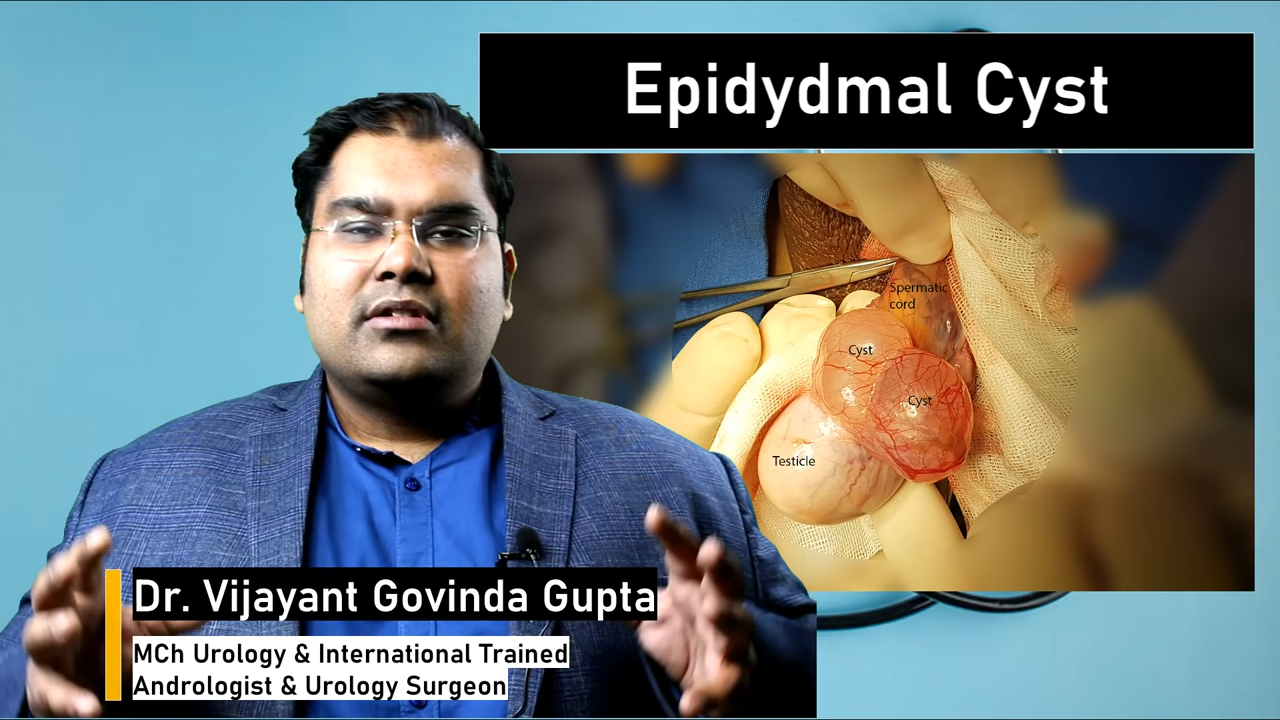 Epidydmal Cyst
Spermatic
cord
Cyst
Cyst
Testicle
Dr. Vijayant Govinda Gupta
MCh Urology & International Trained
Andrologist & Urology Surgeon